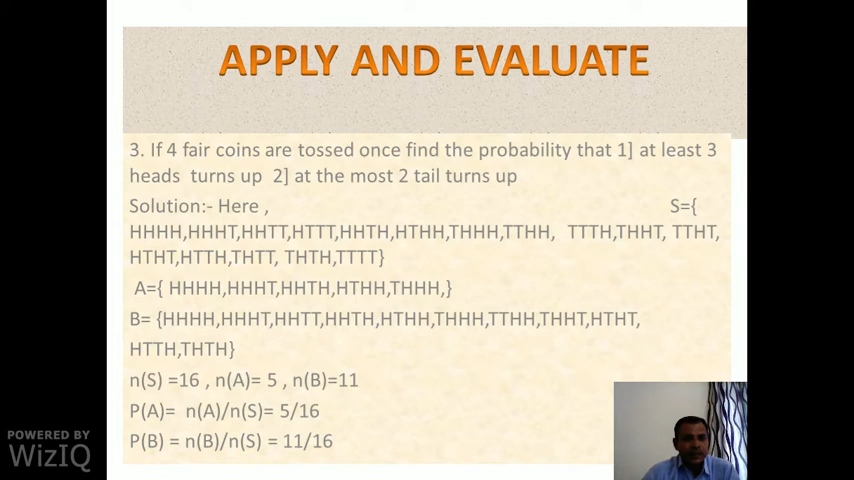 APPLY AND EVALUATE
3. If 4 fair coins are tossed once find the probability that 1] at least 3
heads turns up 2] at the most 2 tail turns up
Solution:- Here , S={
HHHH,HHHT,HHTT,HTTT,HHTH,HTHH,THHH,TTHH, TTTH,THHT, TTHT,
HTHT,HTTH,THTT, THTH,TTTT}
A={ HHHH,HHHT,HHTH,HTHH,THHH,}
B= {HHHH,HHHT,HHTT,HHTH,HTHH,THHH,TTHH,THHT,HTHT,
HTTH,THTH}
n(S) =16 , n(A)= 5 , n(B)=11
P(A)= n(A)/n(S)= 5/16
P(B) = n(B)/n(S) = 11/16
POWERED BY
WizIQ